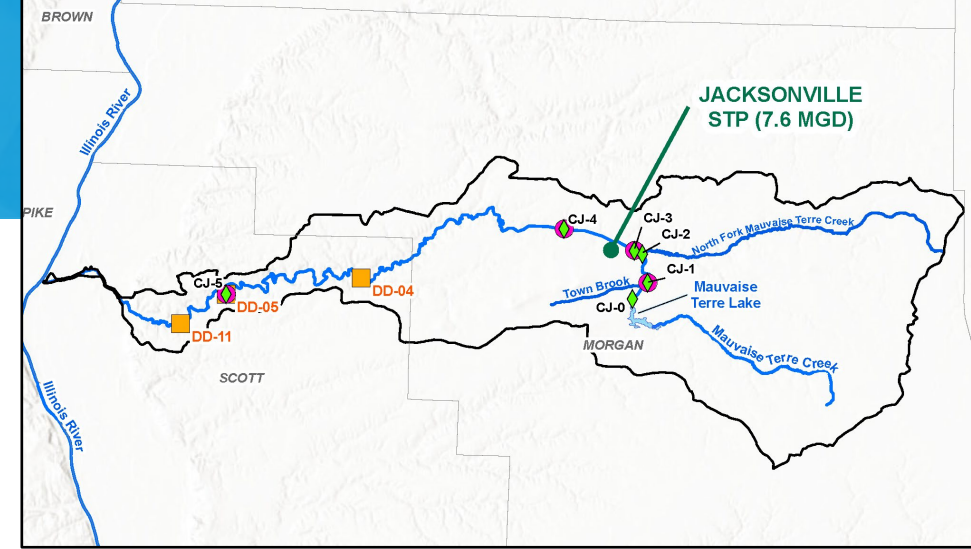 BROWN
Illinois River
JACKSONVILLE
STP (7.6 MGD)
PIKE
CJ-4
CJ-3
CJ-2
North Fork Mauvaise Terre Creek
CJ-1
CJ-5
Town Brook
Mauvaise
Terre Lake
DD-04
DD-05
CJ-0
DD-11
MORGAN
Mauvaise Terre Creek
SCOTT
Illinois River